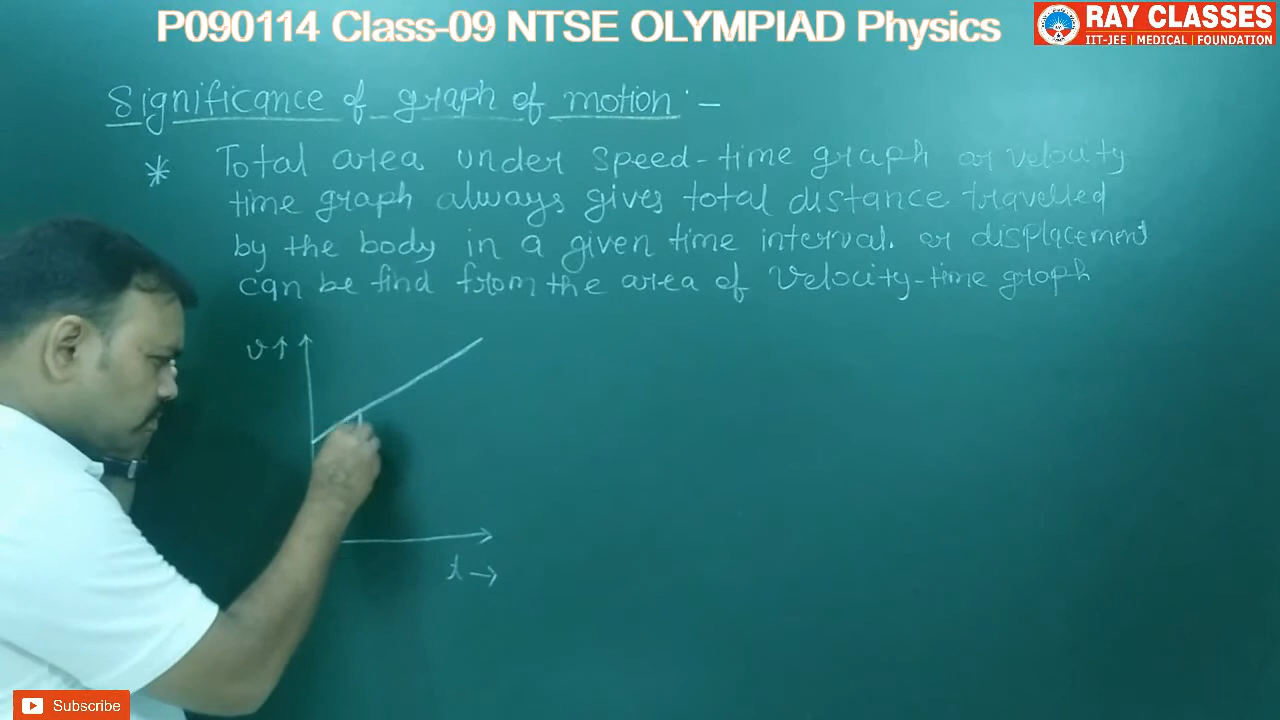 P090114 Class-09 NTSE OLYMPIAD Physics
RAY CLASSES
IIT-JEE | MEDICAL | FOUNDATION
Significance of graph of motion :-
* Total area under speed-time graph or velocity
time graph always gives total distance travelled
by the body in a given time interval. or displacement
can be find from the area of velocity-time graph
v↑
t→
Subscribe